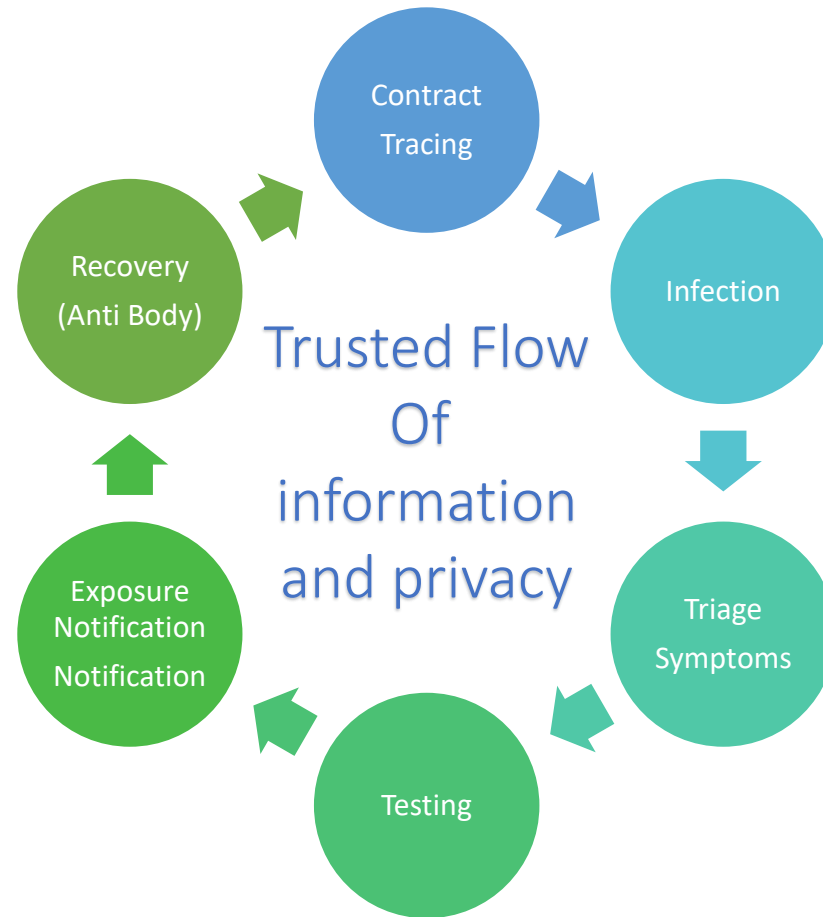 Contract
Tracing
Infection
Triage
Symptoms
Testing
Exposure
Notification
Notification
Recovery
(Anti Body)
Trusted Flow
Of
information
and privacy